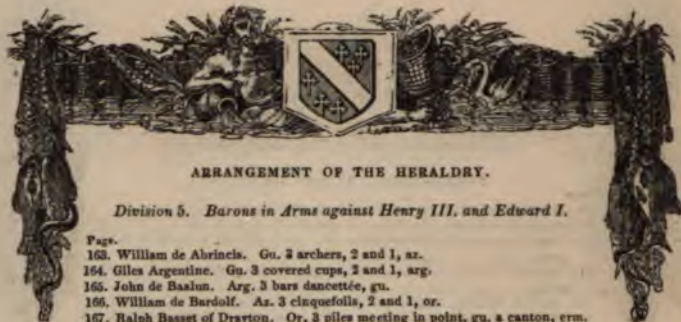 ARRANGEMENT OF THE HERALDRY.
Division 5. Barons in Arms against Henry III. and Edward I.
Page.
163. William de Abrincis. Gu. 3 archers, 2 and 1, az.
164. Giles Argentine. Gu. 3 covered cups, 2 and 1, arg.
165. John de Baalun. Arg. 3 bars dancettée, gu.
166. William de Bardolf. Az. 3 cinquefoils, 2 and 1, or.
167. Ralph Basset of Drayton. Or, 3 piles meeting in point, gu. a canton, erm.